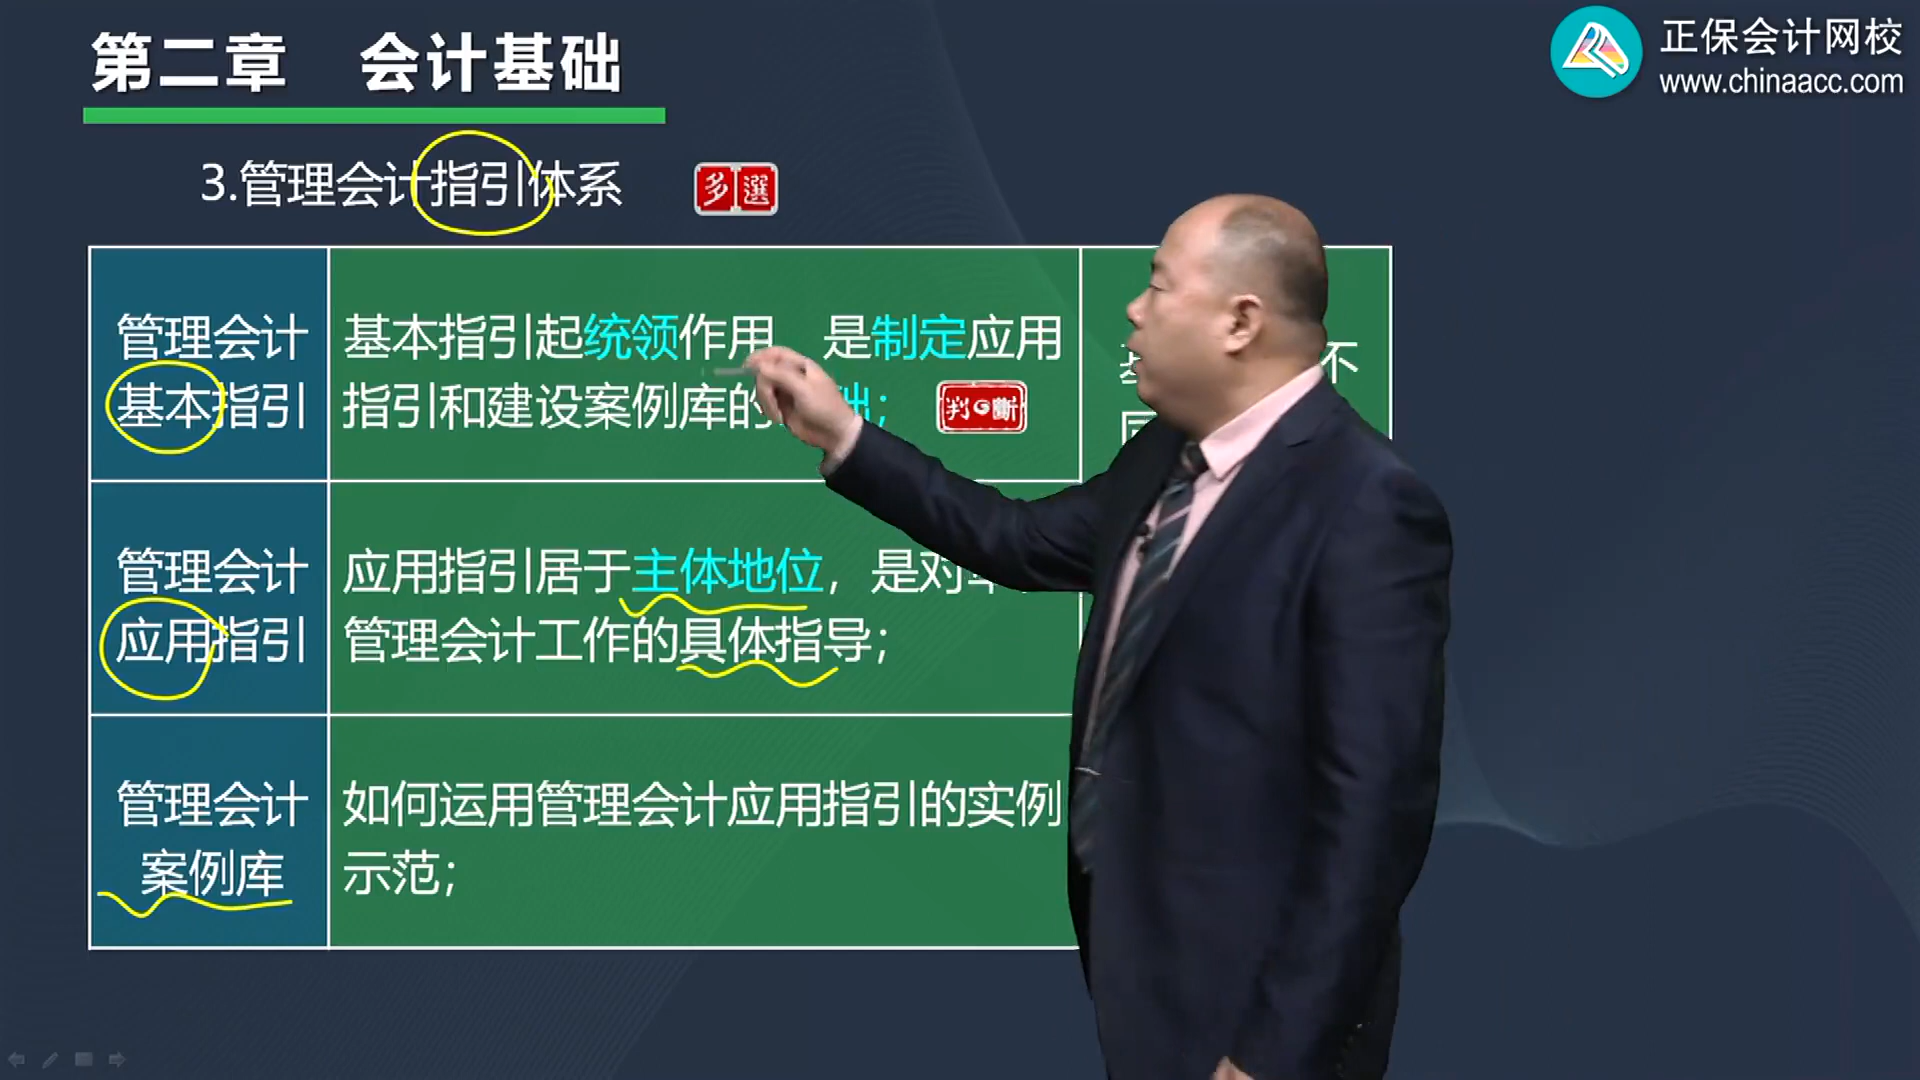 第二章 会计基础
正保会计网校
www.chinaacc.com
3.管理会计指引体系
多選
管理会计
基本指引
基本指引起统领作用 是制定应用
指引和建设案例库的 础；
判断
不
管理会计
应用指引
应用指引居于主体地位，是对
管理会计工作的具体指导；
管理会计
案例库
如何运用管理会计应用指引的实例
示范；